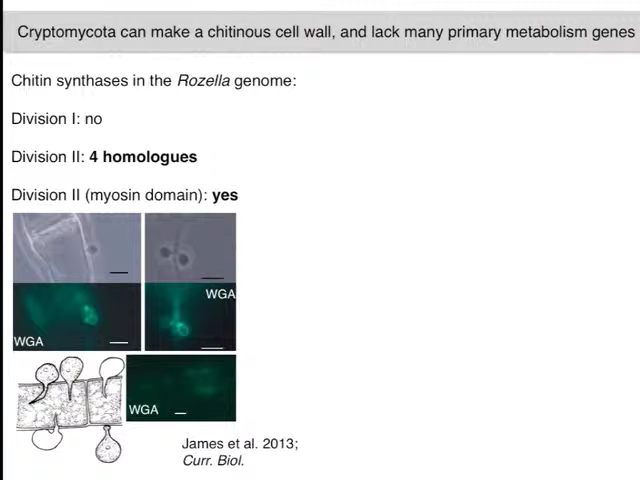 Cryptomycota can make a chitinous cell wall, and lack many primary metabolism genes
Chitin synthases in the Rozella genome:
Division I: no
Division II: 4 homologues
Division II (myosin domain): yes
WGA
WGA
WGA
James et al. 2013;
Curr. Biol.